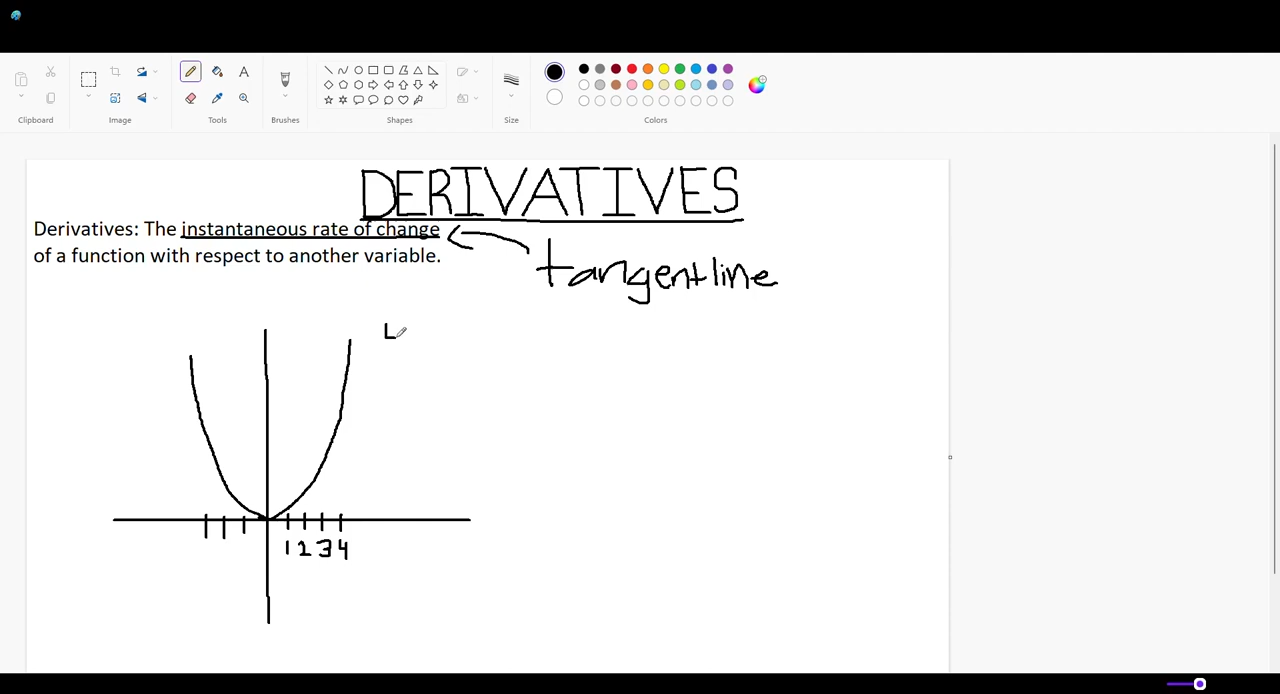 Clipboard
Image
Tools
Brushes
Shapes
Size
Colors
A
DERIVATIVES
Derivatives: The instantaneous rate of change
of a function with respect to another variable.
tangent line
L
1 2 3 4